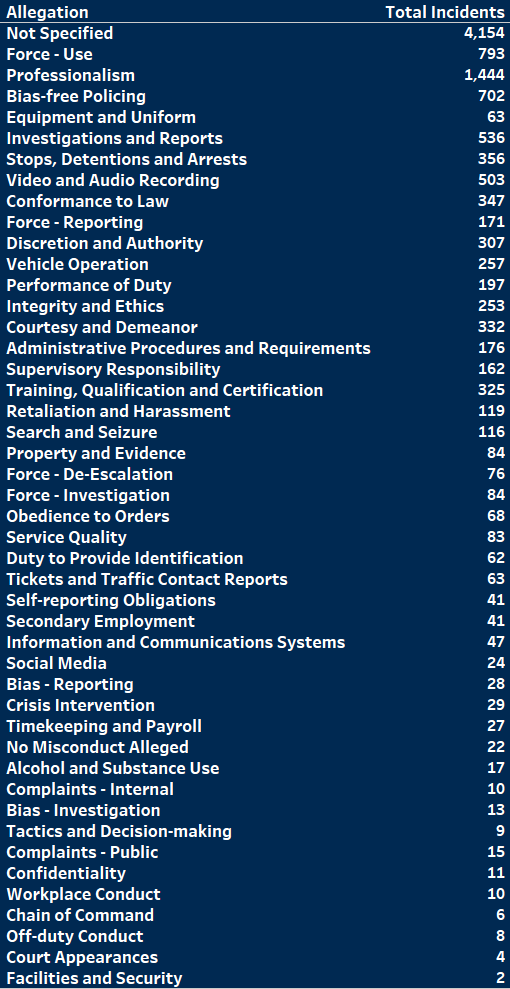 Allegation Total Incidents
Not Specified 4,154
Force - Use 793
Professionalism 1,444
Bias-free Policing 702
Equipment and Uniform 63
Investigations and Reports 536
Stops, Detentions and Arrests 356
Video and Audio Recording 503
Conformance to Law 347
Force - Reporting 171
Discretion and Authority 307
Vehicle Operation 257
Performance of Duty 197
Integrity and Ethics 253
Courtesy and Demeanor 332
Administrative Procedures and Requirements 176
Supervisory Responsibility 162
Training, Qualification and Certification 325
Retaliation and Harassment 119
Search and Seizure 116
Property and Evidence 84
Force - De-Escalation 76
Force - Investigation 84
Obedience to Orders 68
Service Quality 83
Duty to Provide Identification 62
Tickets and Traffic Contact Reports 63
Self-reporting Obligations 41
Secondary Employment 41
Information and Communications Systems 47
Social Media 24
Bias - Reporting 28
Crisis Intervention 29
Timekeeping and Payroll 27
No Misconduct Alleged 22
Alcohol and Substance Use 17
Complaints - Internal 10
Bias - Investigation 13
Tactics and Decision-making 9
Complaints - Public 15
Confidentiality 11
Workplace Conduct 10
Chain of Command 6
Off-duty Conduct 8
Court Appearances 4
Facilities and Security 2